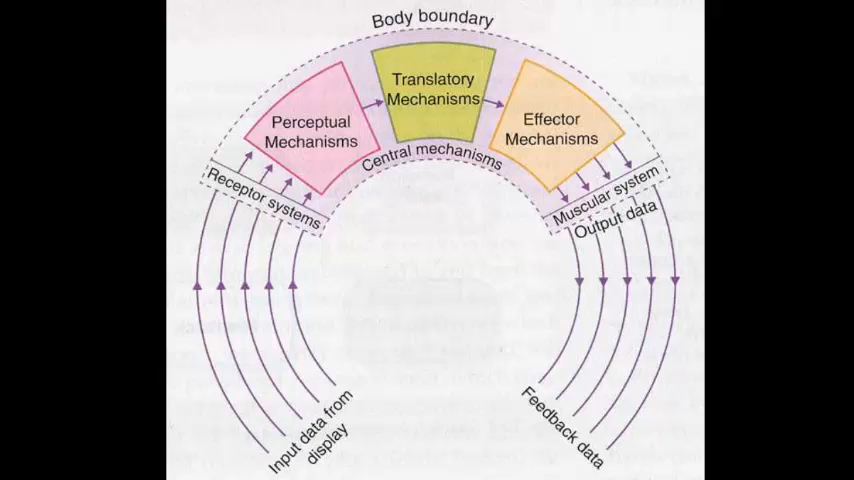 Body boundary
Perceptual
Mechanisms
Translatory
Mechanisms
Effector
Mechanisms
Central mechanisms
Receptor systems
Muscular system
Output data
Input data from
display
Feedback data